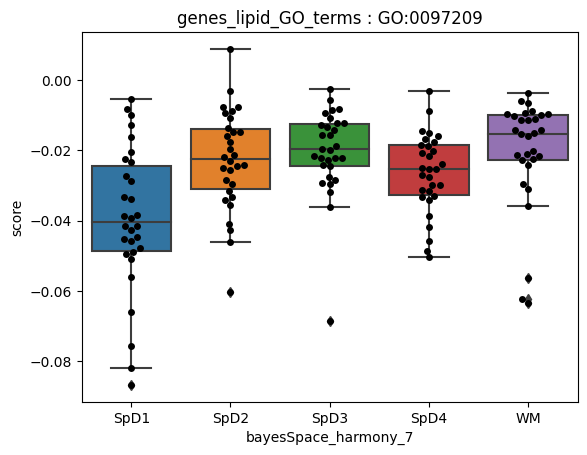 genes_lipid_GO_terms : GO:0097209
0.00
−0.02
−0.04
−0.06
−0.08
score
SpD1 SpD2 SpD3 SpD4 WM
bayesSpace_harmony_7